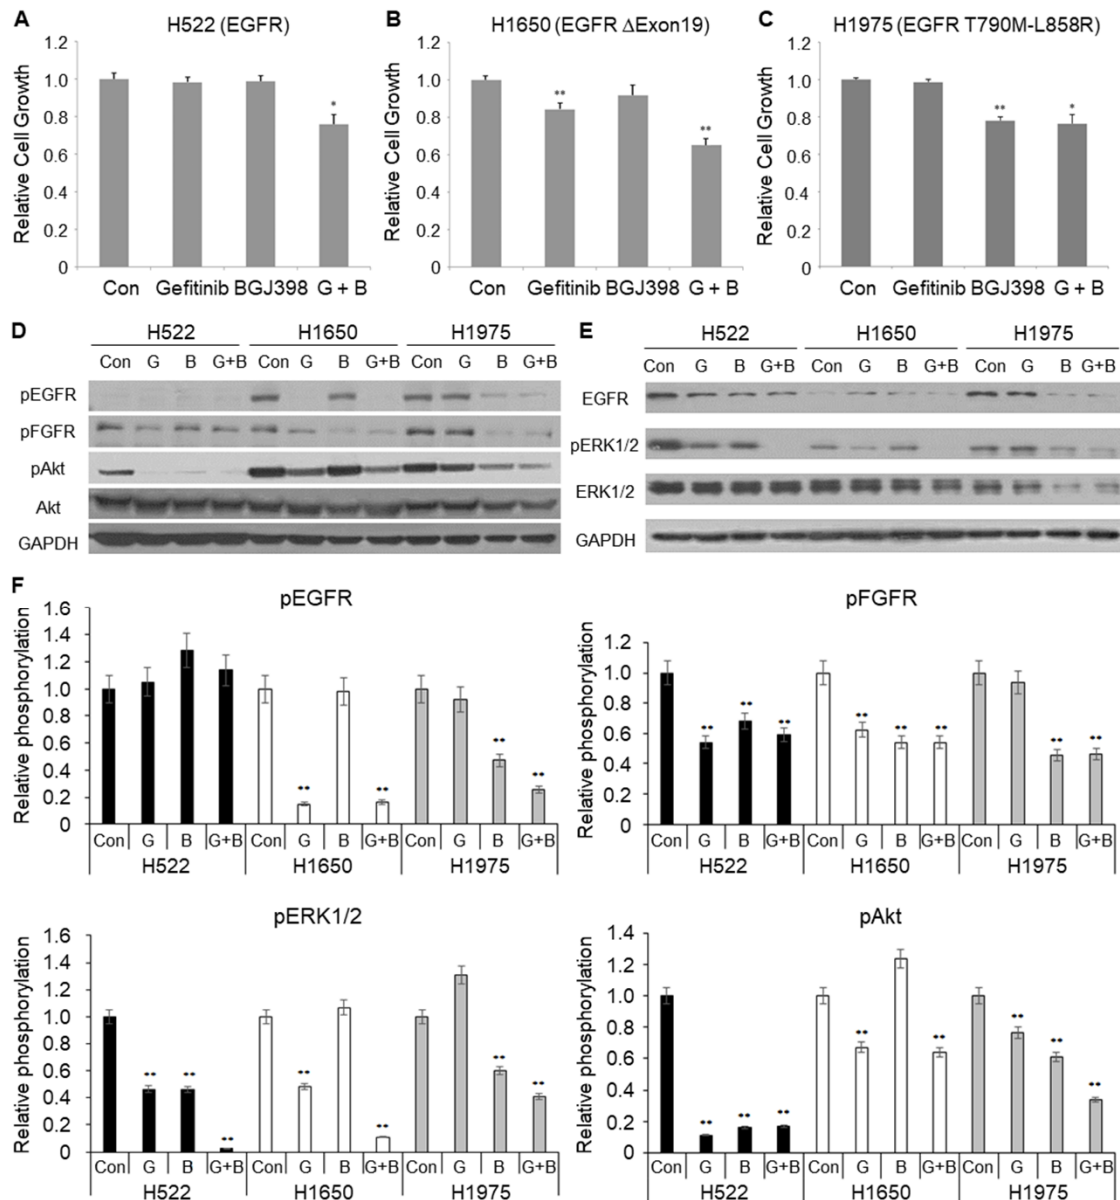 A H522 (EGFR)
Relative Cell Growth
1.2
1.0
0.8
0.6
0.4
0.2
0
*
Con Gefitinib BGJ398 G + B
B H1650 (EGFR ΔExon19)
Relative Cell Growth
1.2
1.0
0.8
0.6
0.4
0.2
0
**
**
Con Gefitinib BGJ398 G + B
C H1975 (EGFR T790M-L858R)
Relative Cell Growth
1.2
1.0
0.8
0.6
0.4
0.2
0
**
*
Con Gefitinib BGJ398 G + B
D H522 H1650 H1975
Con G B G+B Con G B G+B Con G B G+B
pEGFR
pFGFR
pAkt
Akt
GAPDH
E H522 H1650 H1975
Con G B G+B Con G B G+B Con G B G+B
EGFR
pERK1/2
ERK1/2
GAPDH
F
pEGFR
Relative phosphorylation
1.6
1.4
1.2
1.0
0.8
0.6
0.4
0.2
0
** ** ** **
Con G B G+B Con G B G+B Con G B G+B
H522 H1650 H1975
pFGFR
Relative phosphorylation
1.2
1.0
0.8
0.6
0.4
0.2
0
** ** ** ** ** ** ** **
Con G B G+B Con G B G+B Con G B G+B
H522 H1650 H1975
pERK1/2
Relative phosphorylation
1.6
1.4
1.2
1.0
0.8
0.6
0.4
0.2
0
** ** ** ** ** ** **
Con G B G+B Con G B G+B Con G B G+B
H522 H1650 H1975
pAkt
Relative phosphorylation
1.4
1.2
1.0
0.8
0.6
0.4
0.2
0
** ** ** ** ** ** ** **
Con G B G+B Con G B G+B Con G B G+B
H522 H1650 H1975